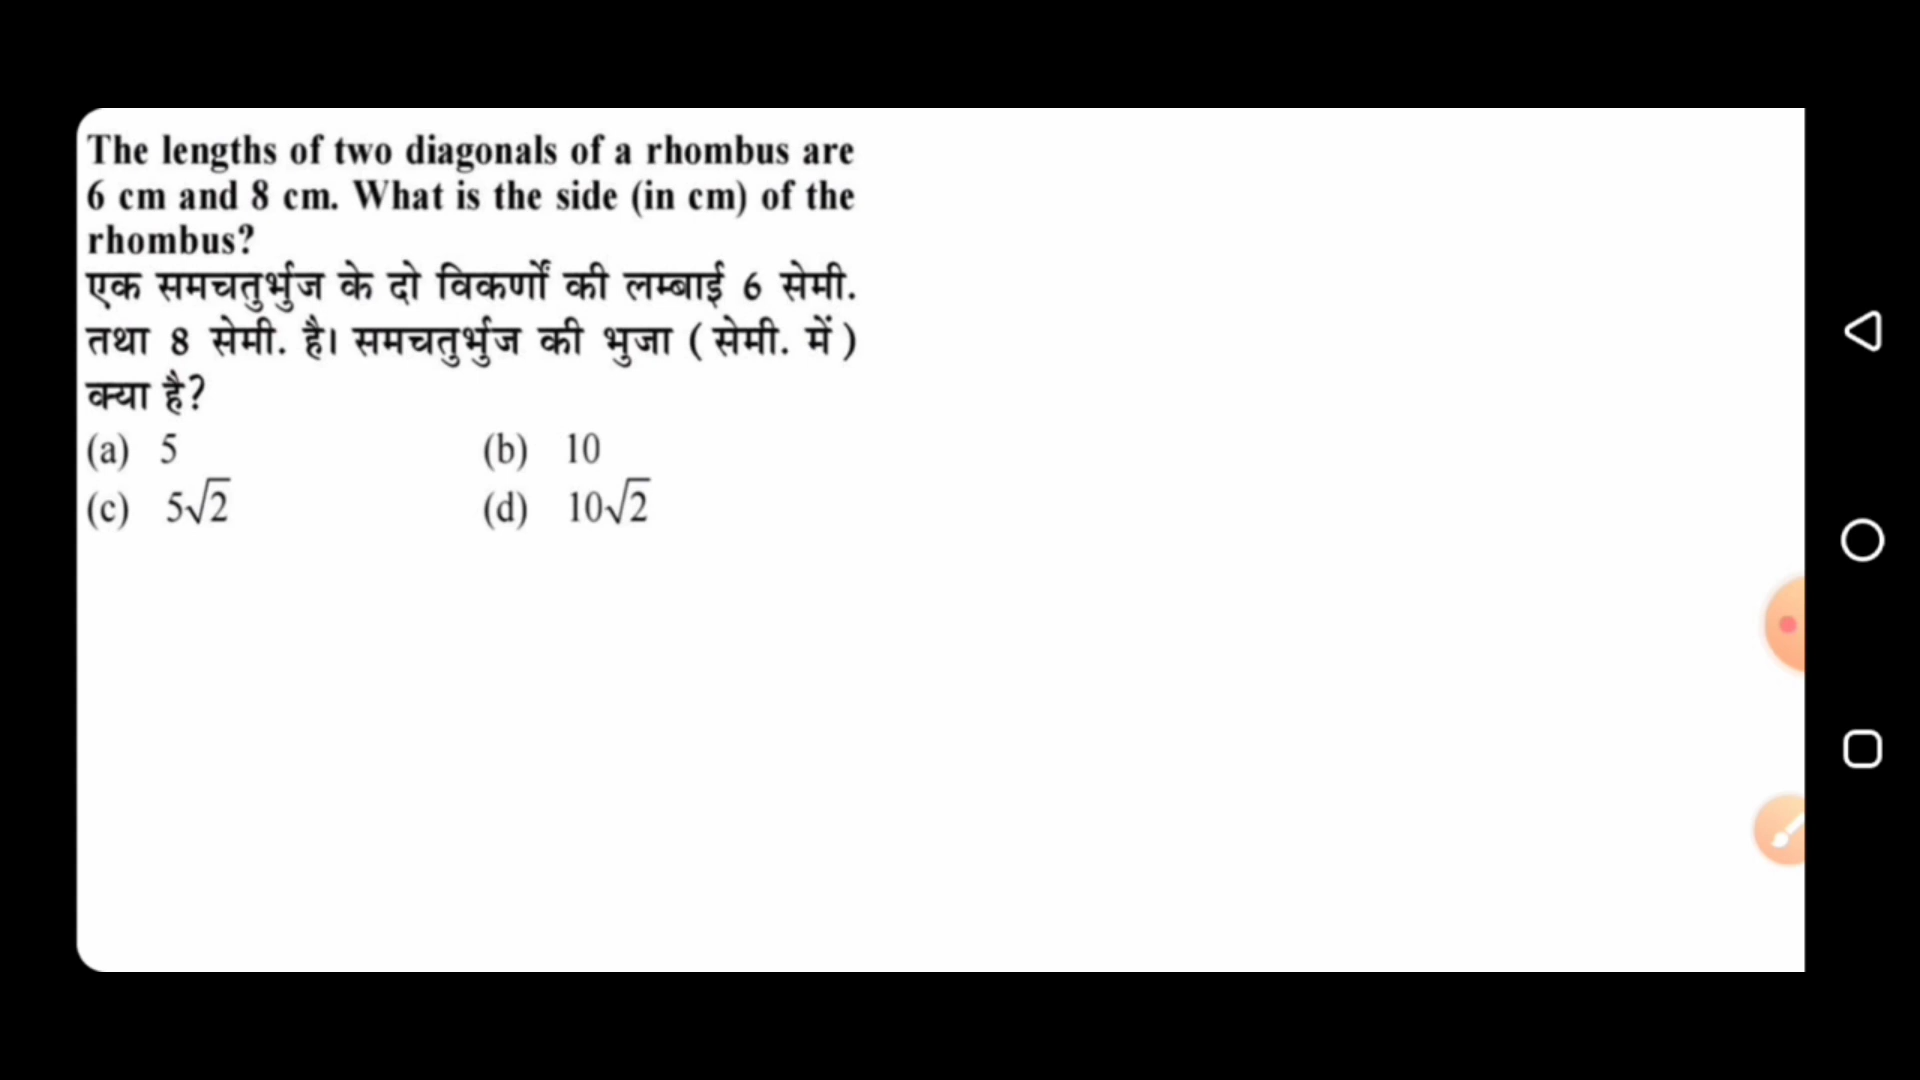 The lengths of two diagonals of a rhombus are
6 cm and 8 cm. What is the side (in cm) of the
rhombus?
एक समचतुर्भुज के दो विकर्णों की लम्बाई 6 सेमी.
तथा 8 सेमी. है। समचतुर्भुज की भुजा ( सेमी. में )
क्या है?
(a) 5 (b) 10
(c) 5√2 (d) 10√2